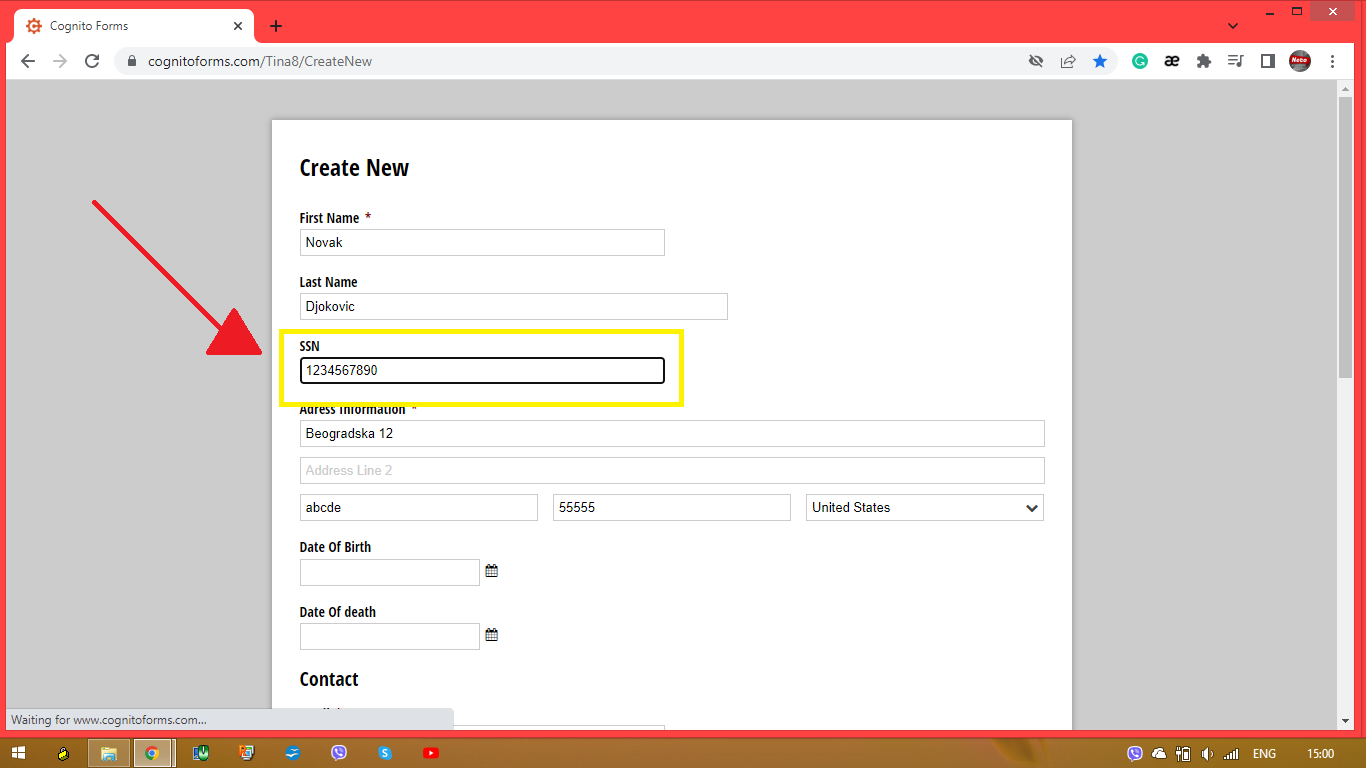 Cognito Forms
cognitoforms.com/Tina8/CreateNew
Create New
First Name *
Novak
Last Name
Djokovic
SSN
1234567890
Adress Information *
Beogradska 12
Address Line 2
abcde 55555 United States
Date Of Birth
Date Of death
Contact
Waiting for www.cognitoforms.com...
ENG 15:00